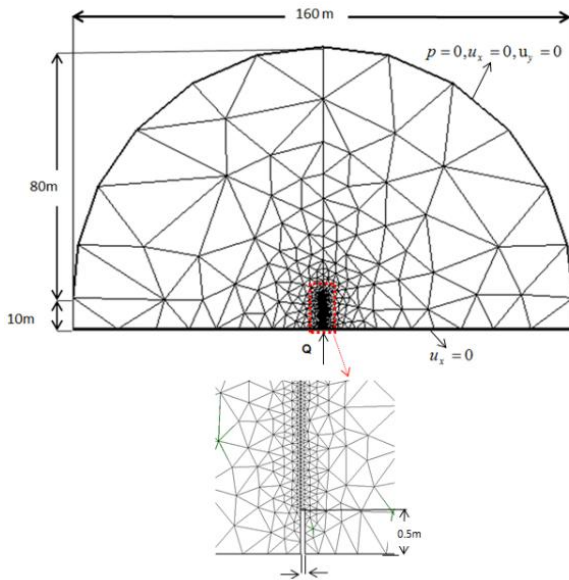 160 m
p = 0, u_x = 0, u_y = 0
80m
10m
Q
u_x = 0
0.5m